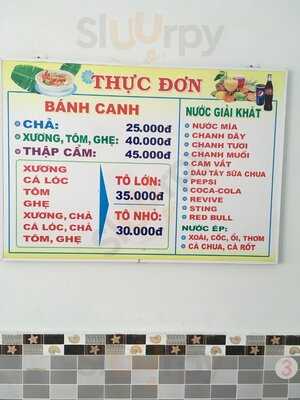 Sluurpy
THỰC ĐƠN
BÁNH CANH
CHẢ: 25.000đ
XƯƠNG, TÔM, GHẸ: 40.000đ
THẬP CẨM: 45.000đ
XƯƠNG
CÁ LÓC
TÔM
GHẸ
XƯƠNG, CHẢ
CÁ LÓC, CHẢ
TÔM, GHẸ
TÔ LỚN:
35.000đ
TÔ NHỎ:
30.000đ
NƯỚC GIẢI KHÁT
NƯỚC MÍA
CHANH DÂY
CHANH TƯƠI
CHANH MUỐI
CAM VẮT
DÂU TÂY SỮA CHUA
PEPSI
COCA-COLA
REVIVE
STING
RED BULL
NƯỚC ÉP:
XOÀI, CỐC, ỔI, THƠM
CÀ CHUA, CÀ RỐT
3